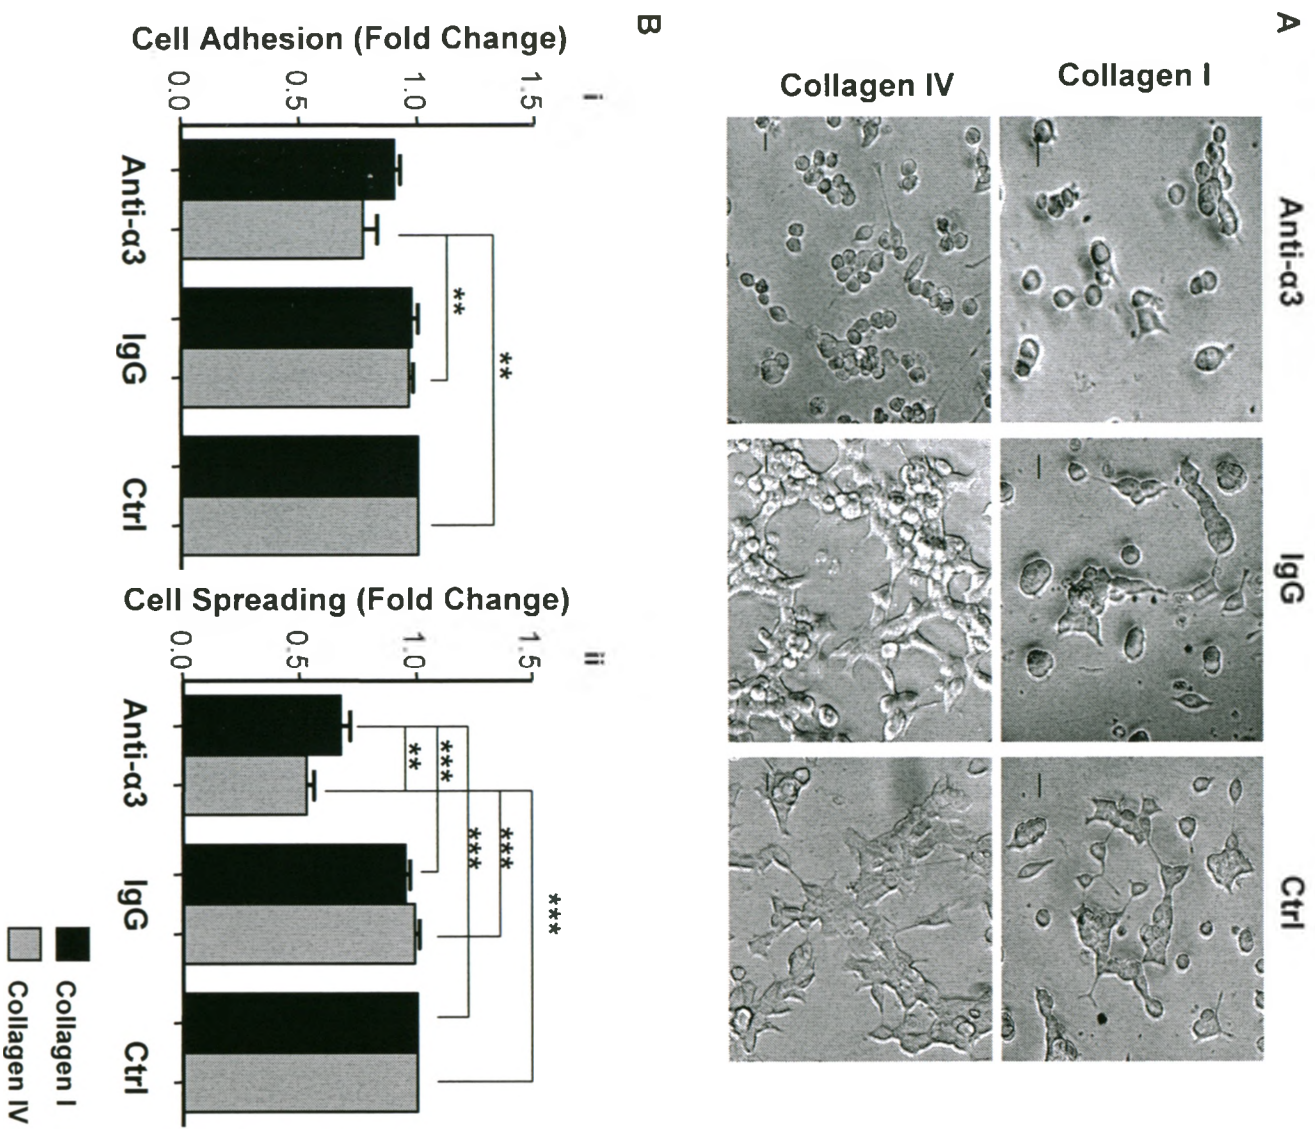 A
Anti-α3
IgG
Ctrl
Collagen I
Collagen IV
B
i
Cell Adhesion (Fold Change)
1.5
1.0
0.5
0.0
**
**
Anti-α3
IgG
Ctrl
ii
Cell Spreading (Fold Change)
1.5
1.0
0.5
0.0
***
***
***
***
**
Anti-α3
IgG
Ctrl
Collagen I
Collagen IV